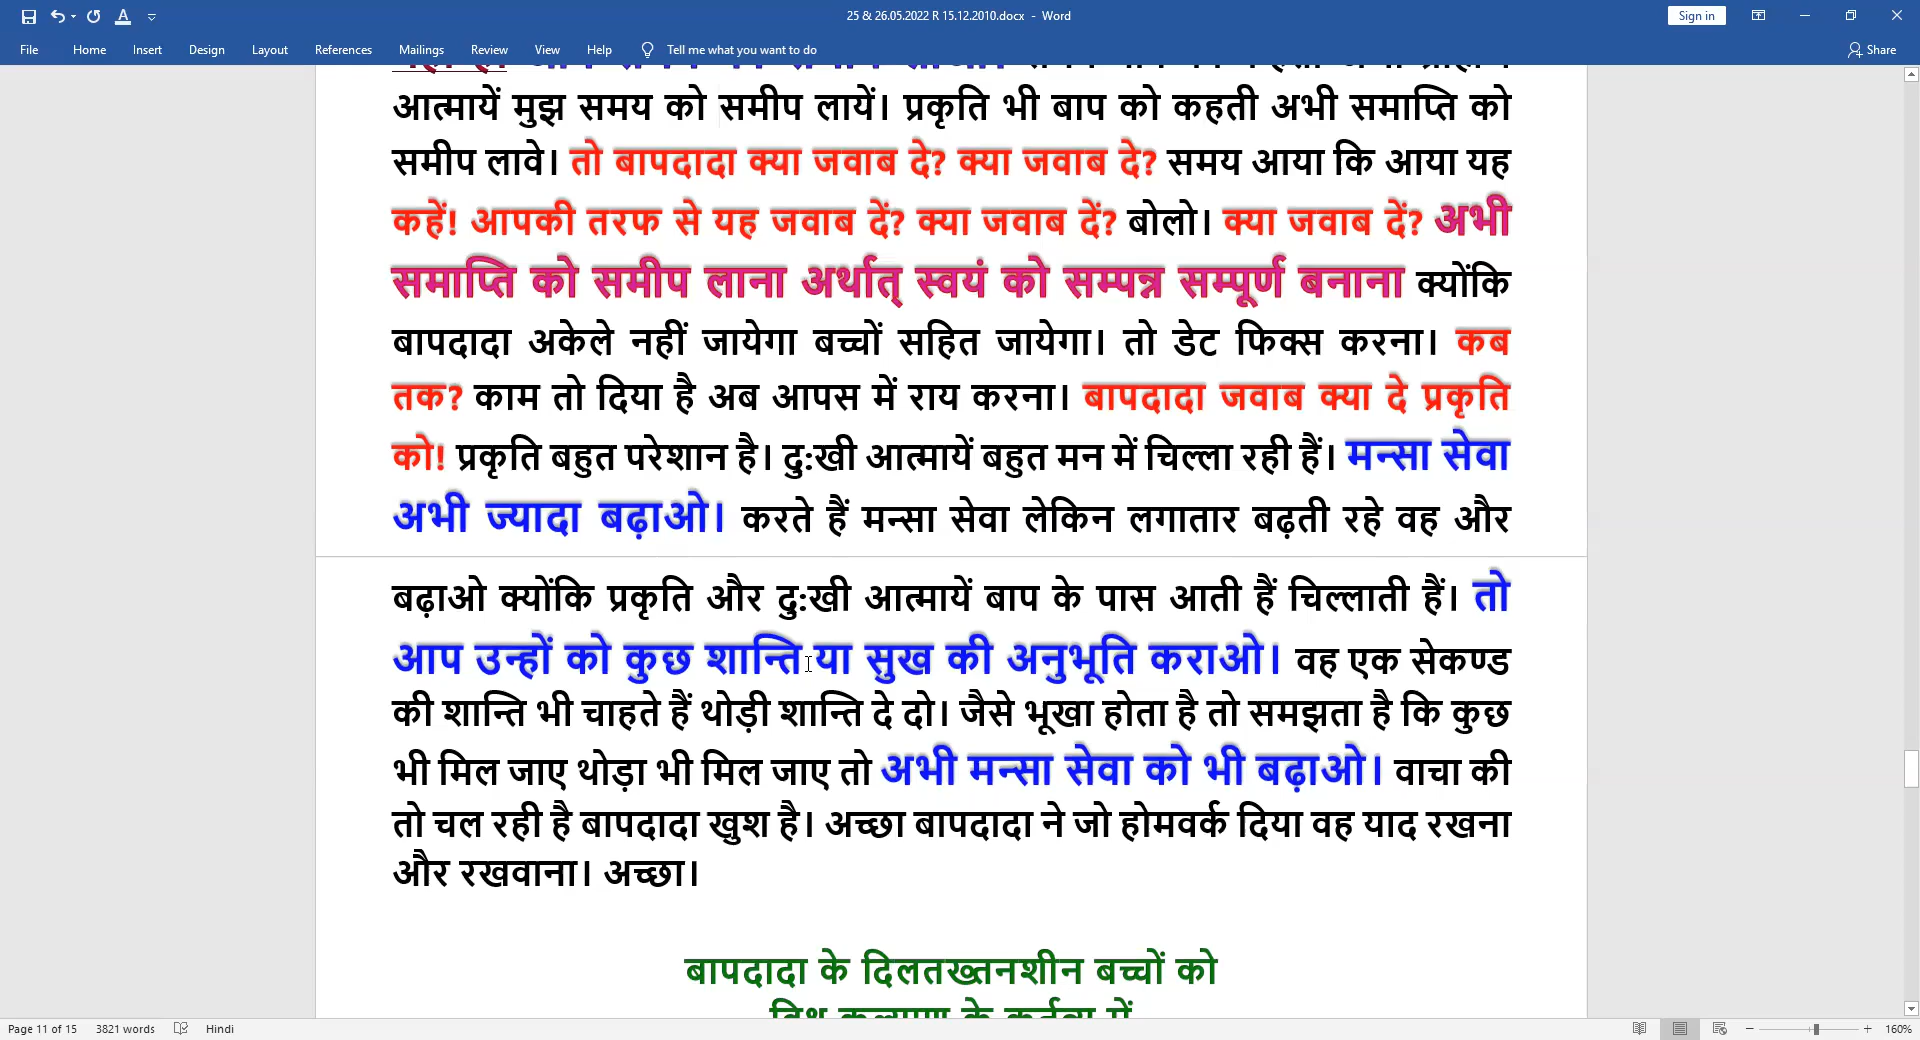 25 & 26.05.2022 R 15.12.2010.docx - Word
Sign in
File Home Insert Design Layout References Mailings Review View Help Tell me what you want to do Share
आत्मायें मुझ समय को समीप लायें। प्रकृति भी बाप को कहती अभी समाप्ति को
समीप लावे। तो बापदादा क्या जवाब दे? क्या जवाब दे? समय आया कि आया यह
कहें! आपकी तरफ से यह जवाब दें? क्या जवाब दें? बोलो। क्या जवाब दें? अभी
समाप्ति को समीप लाना अर्थात् स्वयं को सम्पन्न सम्पूर्ण बनाना क्योंकि
बापदादा अकेले नहीं जायेगा बच्चों सहित जायेगा। तो डेट फिक्स करना। कब
तक? काम तो दिया है अब आपस में राय करना। बापदादा जवाब क्या दे प्रकृति
को! प्रकृति बहुत परेशान है। दु:खी आत्मायें बहुत मन में चिल्ला रही हैं। मन्सा सेवा
अभी ज्यादा बढ़ाओ। करते हैं मन्सा सेवा लेकिन लगातार बढ़ती रहे वह और
बढ़ाओ क्योंकि प्रकृति और दु:खी आत्मायें बाप के पास आती हैं चिल्लाती हैं। तो
आप उन्हों को कुछ शान्ति या सुख की अनुभूति कराओ। वह एक सेकण्ड
की शान्ति भी चाहते हैं थोड़ी शान्ति दे दो। जैसे भूखा होता है तो समझता है कि कुछ
भी मिल जाए थोड़ा भी मिल जाए तो अभी मन्सा सेवा को भी बढ़ाओ। वाचा की
तो चल रही है बापदादा खुश है। अच्छा बापदादा ने जो होमवर्क दिया वह याद रखना
और रखवाना। अच्छा।
बापदादा के दिलतख्तनशीन बच्चों को
विश्व कल्याण के कर्तव्य में
Page 11 of 15 3821 words Hindi 160%